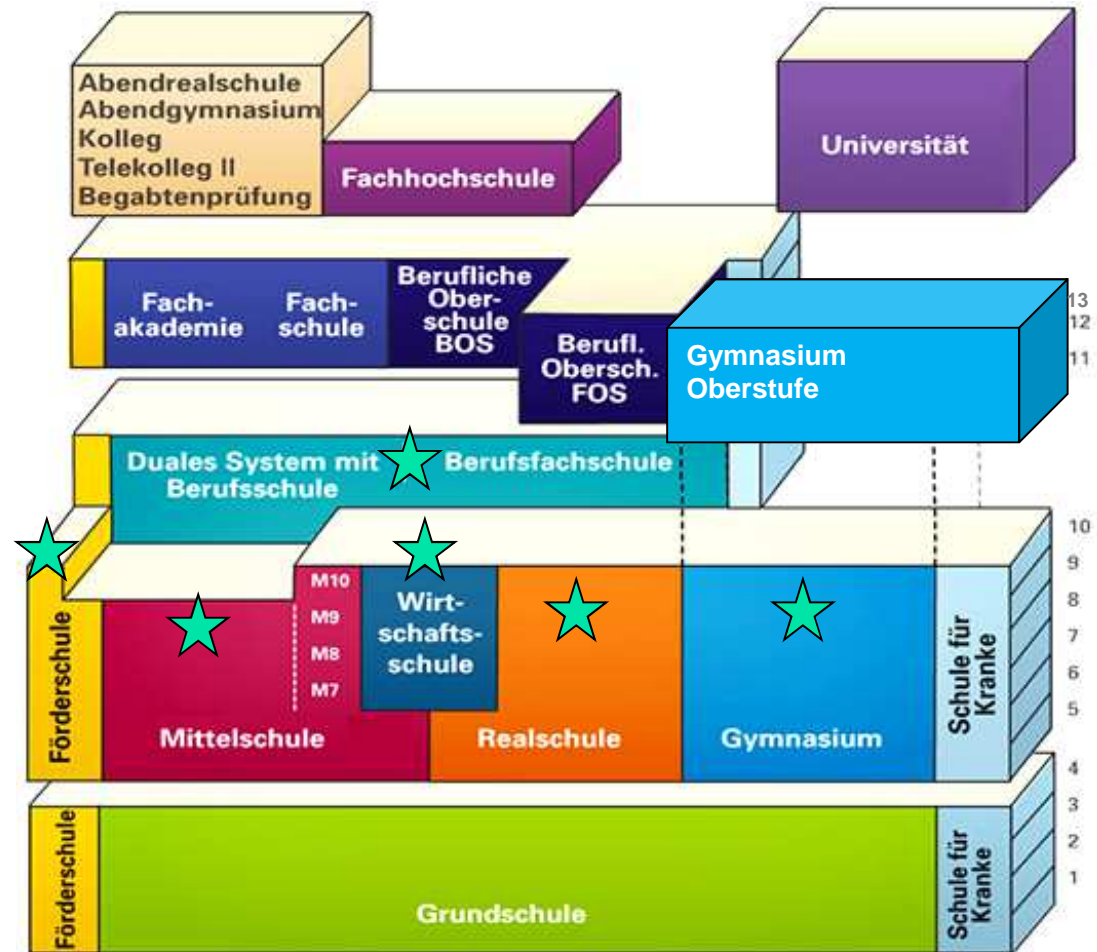 Abendrealschule
Abendgymnasium
Kolleg
Telekolleg II
Begabtenprüfung
Fachhochschule
Universität
Fach-
akademie
Fach-
schule
Berufliche
Ober-
schule
BOS
Berufl.
Obersch.
FOS
Gymnasium
Oberstufe
13
12
11
Duales System mit
Berufsschule
Berufsfachschule
10
9
8
7
6
5
Förderschule
Mittelschule
M10
M9
M8
M7
Wirt-
schafts-
schule
Realschule
Gymnasium
Schule für
Kranke
4
3
2
1
Förderschule
Grundschule
Schule für
Kranke